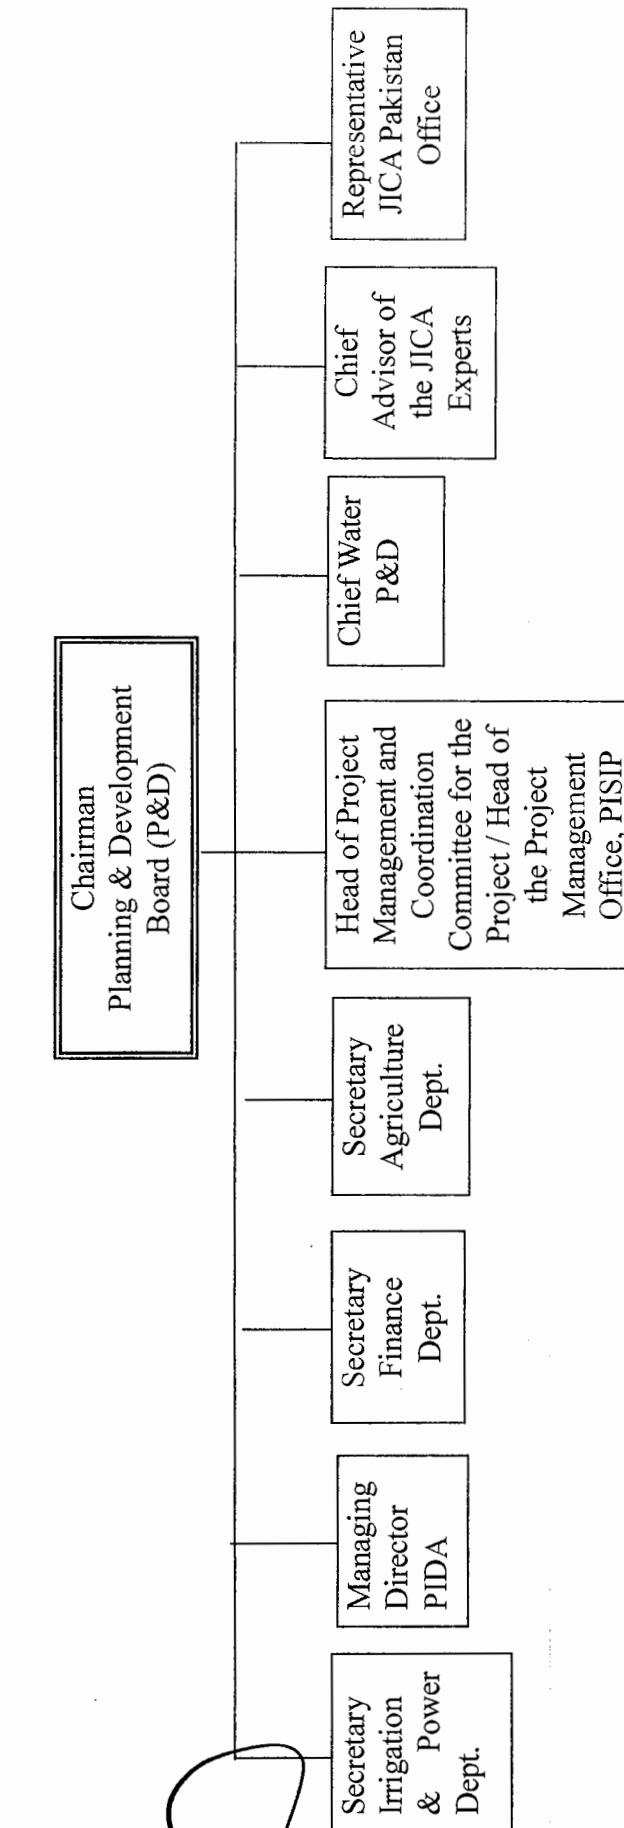 Chairman
Planning & Development
Board (P&D)
Secretary
Irrigation
& Power
Dept.
Managing
Director
PIDA
Secretary
Finance
Dept.
Secretary
Agriculture
Dept.
Head of Project
Management and
Coordination
Committee for the
Project / Head of
the Project
Management
Office, PISIP
Chief Water
P&D
Chief
Advisor of
the JICA
Experts
Representative
JICA Pakistan
Office